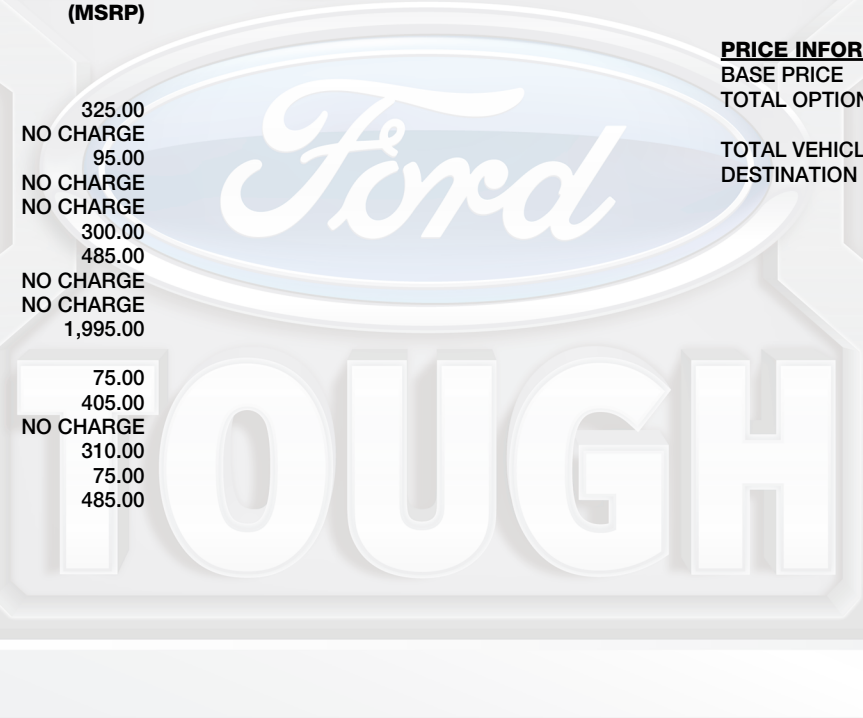 (MSRP)
325.00
NO CHARGE
95.00
NO CHARGE
NO CHARGE
300.00
485.00
NO CHARGE
NO CHARGE
1,995.00
75.00
405.00
NO CHARGE
310.00
75.00
485.00
PRICE INFOR
BASE PRICE
TOTAL OPTION
TOTAL VEHICL
DESTINATION
Ford
TOUGH